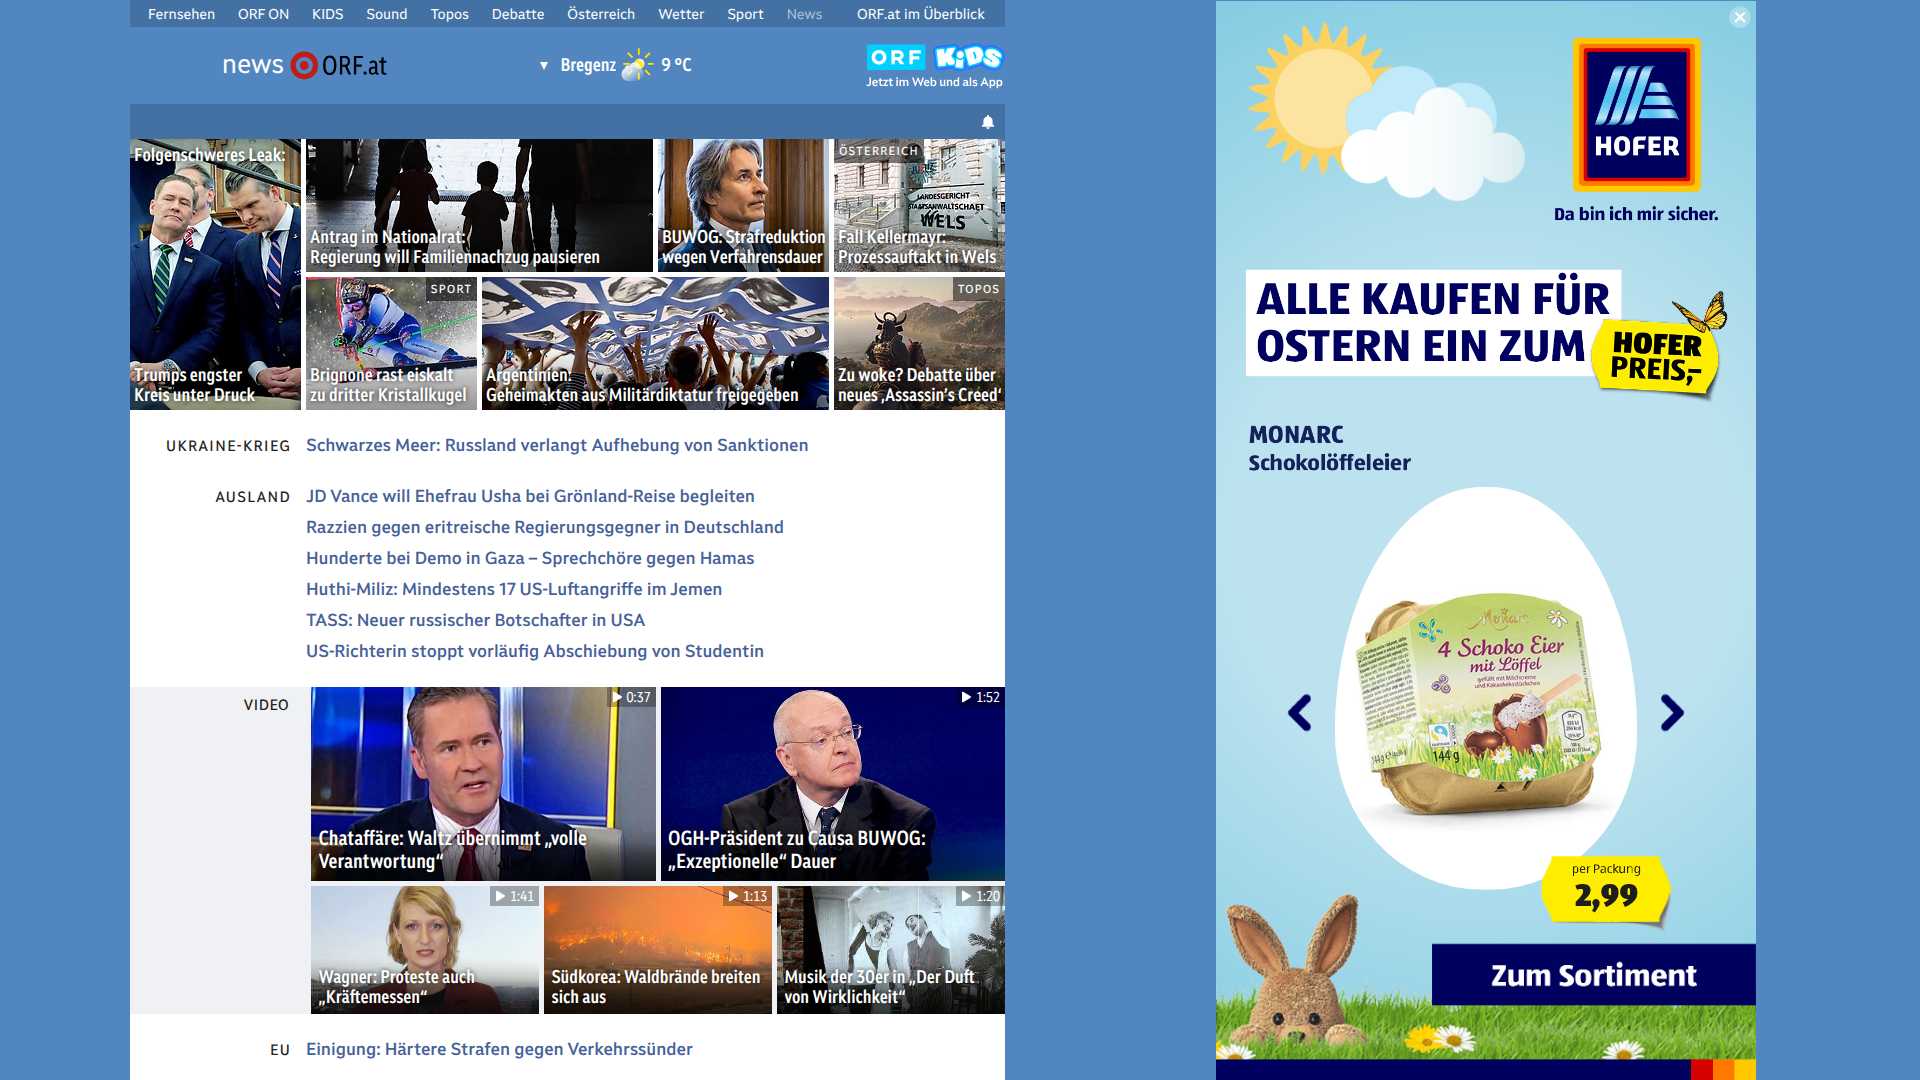 Fernsehen ORF ON KIDS Sound Topos Debatte Österreich Wetter Sport News ORF.at im Überblick
news ORF.at
▼ Bregenz 9 °C
ORF KiDS
Jetzt im Web und als App
Folgenschweres Leak:
Trumps engster
Kreis unter Druck
Antrag im Nationalrat:
Regierung will Familiennachzug pausieren
BUWOG: Strafreduktion
wegen Verfahrensdauer
ÖSTERREICH
LANDESGERICHT
STAATSANWALTSCHAFT
WELS
Fall Kellermayr:
Prozessauftakt in Wels
SPORT
Brignone rast eiskalt
zu dritter Kristallkugel
Argentinien:
Geheimakten aus Militärdiktatur freigegeben
TOPOS
Zu woke? Debatte über
neues ‚Assassin's Creed'
UKRAINE-KRIEG
Schwarzes Meer: Russland verlangt Aufhebung von Sanktionen
AUSLAND
JD Vance will Ehefrau Usha bei Grönland-Reise begleiten
Razzien gegen eritreische Regierungsgegner in Deutschland
Hunderte bei Demo in Gaza – Sprechchöre gegen Hamas
Huthi-Miliz: Mindestens 17 US-Luftangriffe im Jemen
TASS: Neuer russischer Botschafter in USA
US-Richterin stoppt vorläufig Abschiebung von Studentin
VIDEO
0:37
Chataffäre: Waltz übernimmt „volle
Verantwortung“
1:52
OGH-Präsident zu Causa BUWOG:
„Exzeptionelle“ Dauer
1:41
Wagner: Proteste auch
„Kräftemessen“
1:13
Südkorea: Waldbrände breiten
sich aus
1:20
Musik der 30er in „Der Duft
von Wirklichkeit“
EU
Einigung: Härtere Strafen gegen Verkehrssünder
HOFER
Da bin ich mir sicher.
ALLE KAUFEN FÜR
OSTERN EIN ZUM
HOFER
PREIS,–
MONARC
Schokolöffeleier
Monarc
4 Schoko Eier
mit Löffel
gefüllt mit Milchcreme
und Kakaokeksstückchen
144 g
per Packung
2,99
Zum Sortiment